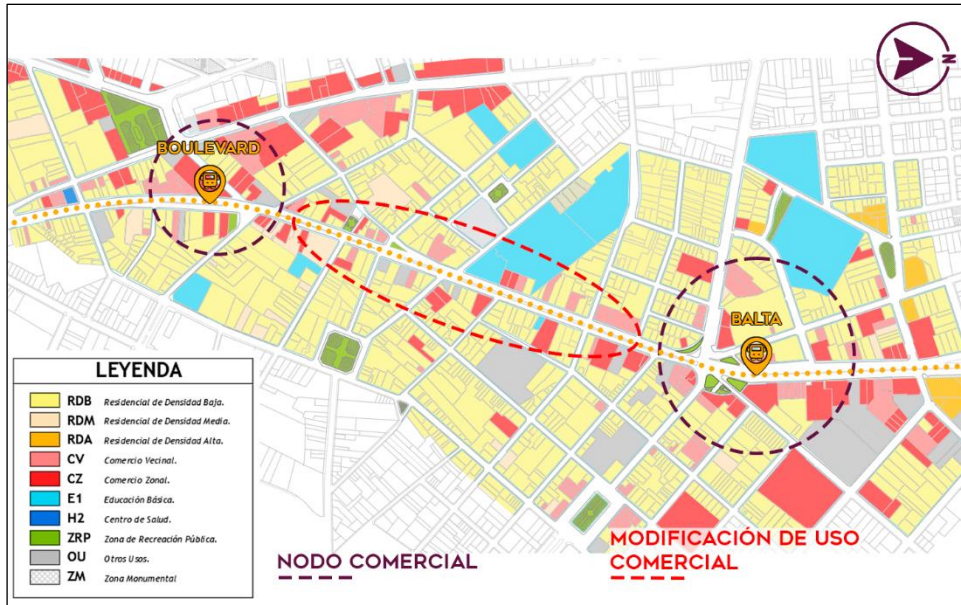 N
BOULEVARD
BALTA
LEYENDA
RDB Residencial de Densidad Baja.
RDM Residencial de Densidad Media.
RDA Residencial de Densidad Alta.
CV Comercio Vecinal.
CZ Comercio Zonal.
E1 Educación Básica.
H2 Centro de Salud.
ZRP Zona de Recreación Pública.
OU Otros Usos.
ZM Zona Monumental
NODO COMERCIAL
MODIFICACIÓN DE USO
COMERCIAL